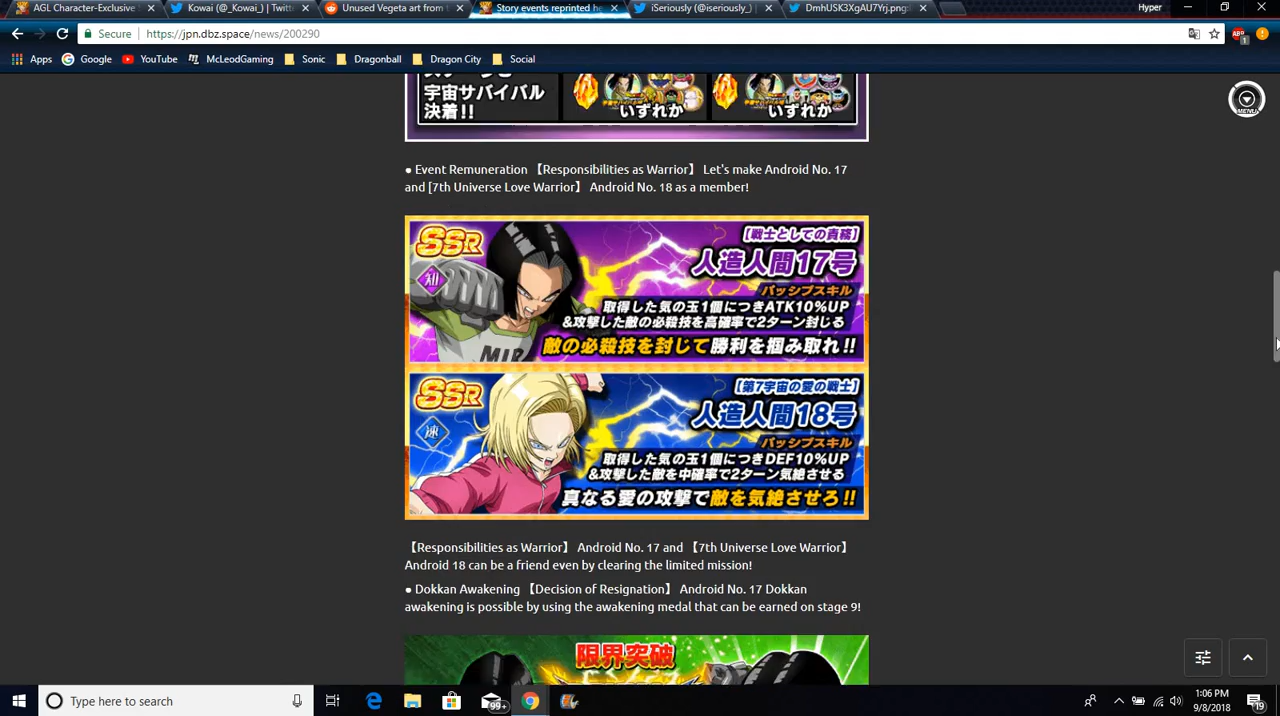 AGL Character-Exclusive
Kowai (@_Kowai_) | Twitte
Unused Vegeta art from t
Story events reprinted he
iSeriously (@iseriously_) |
DmhUSK3XgAU7Yrj.png
Hyper
Secure
https://jpn.dbz.space/news/200290
ABP
1
Apps
Google
YouTube
McLeodGaming
Sonic
Dragonball
Dragon City
Social
宇宙サバイバル
決着!!
いずれか
いずれか
MENU
● Event Remuneration 【Responsibilities as Warrior】 Let's make Android No. 17
and [7th Universe Love Warrior】 Android No. 18 as a member!
SSR
知
[戦士としての責務]
人造人間17号
パッシブスキル
取得した気の玉1個につきATK10%UP
&攻撃した敵の必殺技を高確率で2ターン封じる
敵の必殺技を封じて勝利を掴み取れ!!
SSR
速
[第7宇宙の愛の戦士]
人造人間18号
パッシブスキル
取得した気の玉1個につきDEF10%UP
&攻撃した敵を中確率で2ターン気絶させる
真なる愛の攻撃で敵を気絶させろ!!
【Responsibilities as Warrior】 Android No. 17 and 【7th Universe Love Warrior】
Android 18 can be a friend even by clearing the limited mission!
● Dokkan Awakening 【Decision of Resignation】 Android No. 17 Dokkan
awakening is possible by using the awakening medal that can be earned on stage 9!
限界突破
Type here to search
99+
1:06 PM
9/8/2018
19